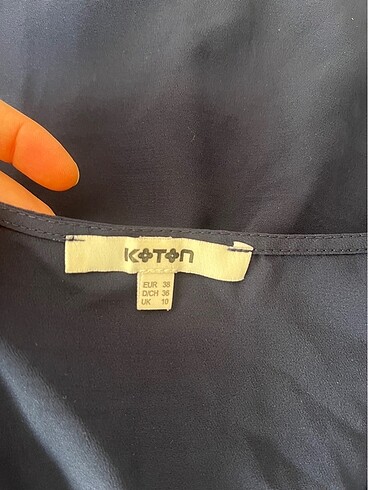 KOTON
EUR 38
D/CH 36
UK 10